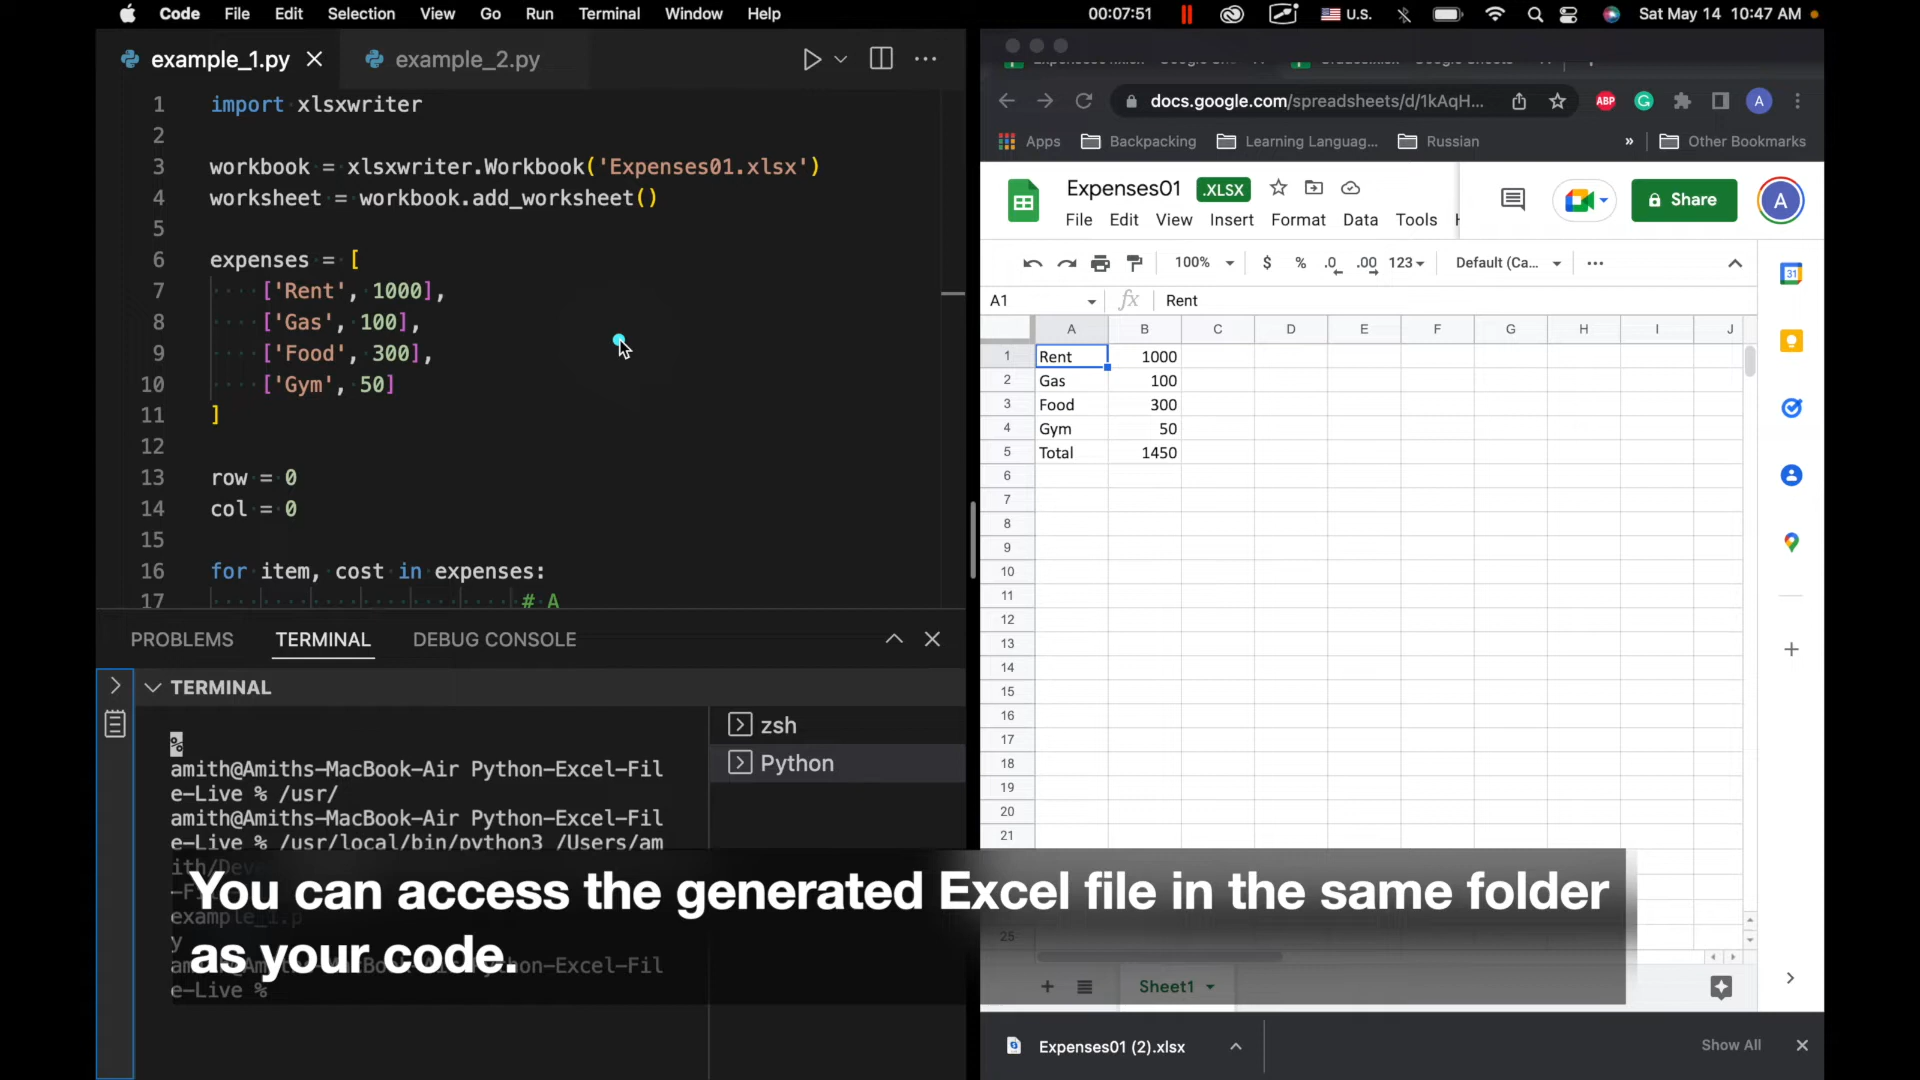 Code File Edit Selection View Go Run Terminal Window Help 00:07:51 U.S. Sat May 14 10:47 AM
example_1.py example_2.py
1 import xlsxwriter
2
3 workbook = xlsxwriter.Workbook('Expenses01.xlsx')
4 worksheet = workbook.add_worksheet()
5
6 expenses = [
7 ['Rent', 1000],
8 ['Gas', 100],
9 ['Food', 300],
10 ['Gym', 50]
11 ]
12
13 row = 0
14 col = 0
15
16 for item, cost in expenses:
17 # A
PROBLEMS TERMINAL DEBUG CONSOLE
TERMINAL
zsh
Python
%
amith@Amiths-MacBook-Air Python-Excel-Fil
e-Live % /usr/
amith@Amiths-MacBook-Air Python-Excel-Fil
e-Live % /usr/local/bin/python3 /Users/am
ith/Dev
example_1.p
y
Python-Excel-Fil
e-Live %
You can access the generated Excel file in the same folder
as your code.
docs.google.com/spreadsheets/d/1kAqH... ABP A
Apps Backpacking Learning Languag... Russian » Other Bookmarks
Expenses01 .XLSX Share A
File Edit View Insert Format Data Tools
100% $ % .0 .00 123 Default (Ca...
A1 fx Rent
A B C D E F G H I J
1 Rent 1000
2 Gas 100
3 Food 300
4 Gym 50
5 Total 1450
6
7
8
9
10
11
12
13
14
15
16
17
18
19
20
21
25
31
Sheet1
Expenses01 (2).xlsx Show All